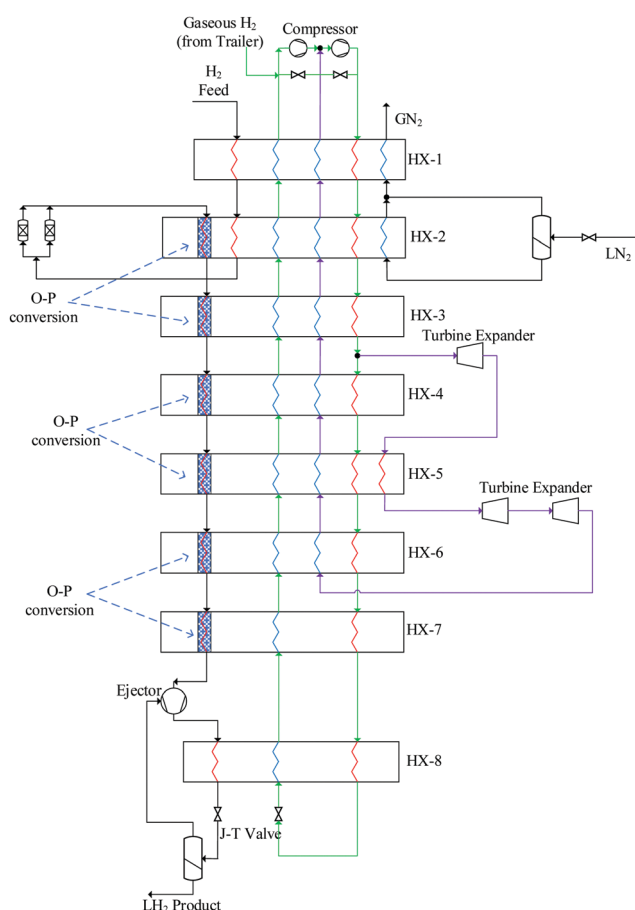 Gaseous H2
(from Trailer)
Compressor
H2
Feed
GN2
HX-1
HX-2
LN2
O-P
conversion
HX-3
Turbine Expander
HX-4
O-P
conversion
HX-5
Turbine Expander
HX-6
O-P
conversion
HX-7
Ejector
HX-8
J-T Valve
LH2 Product